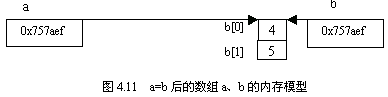 a b
0x757aef b[0] 4 0x757aef
b[1] 5
图 4.11 a=b 后的数组 a、b 的内存模型